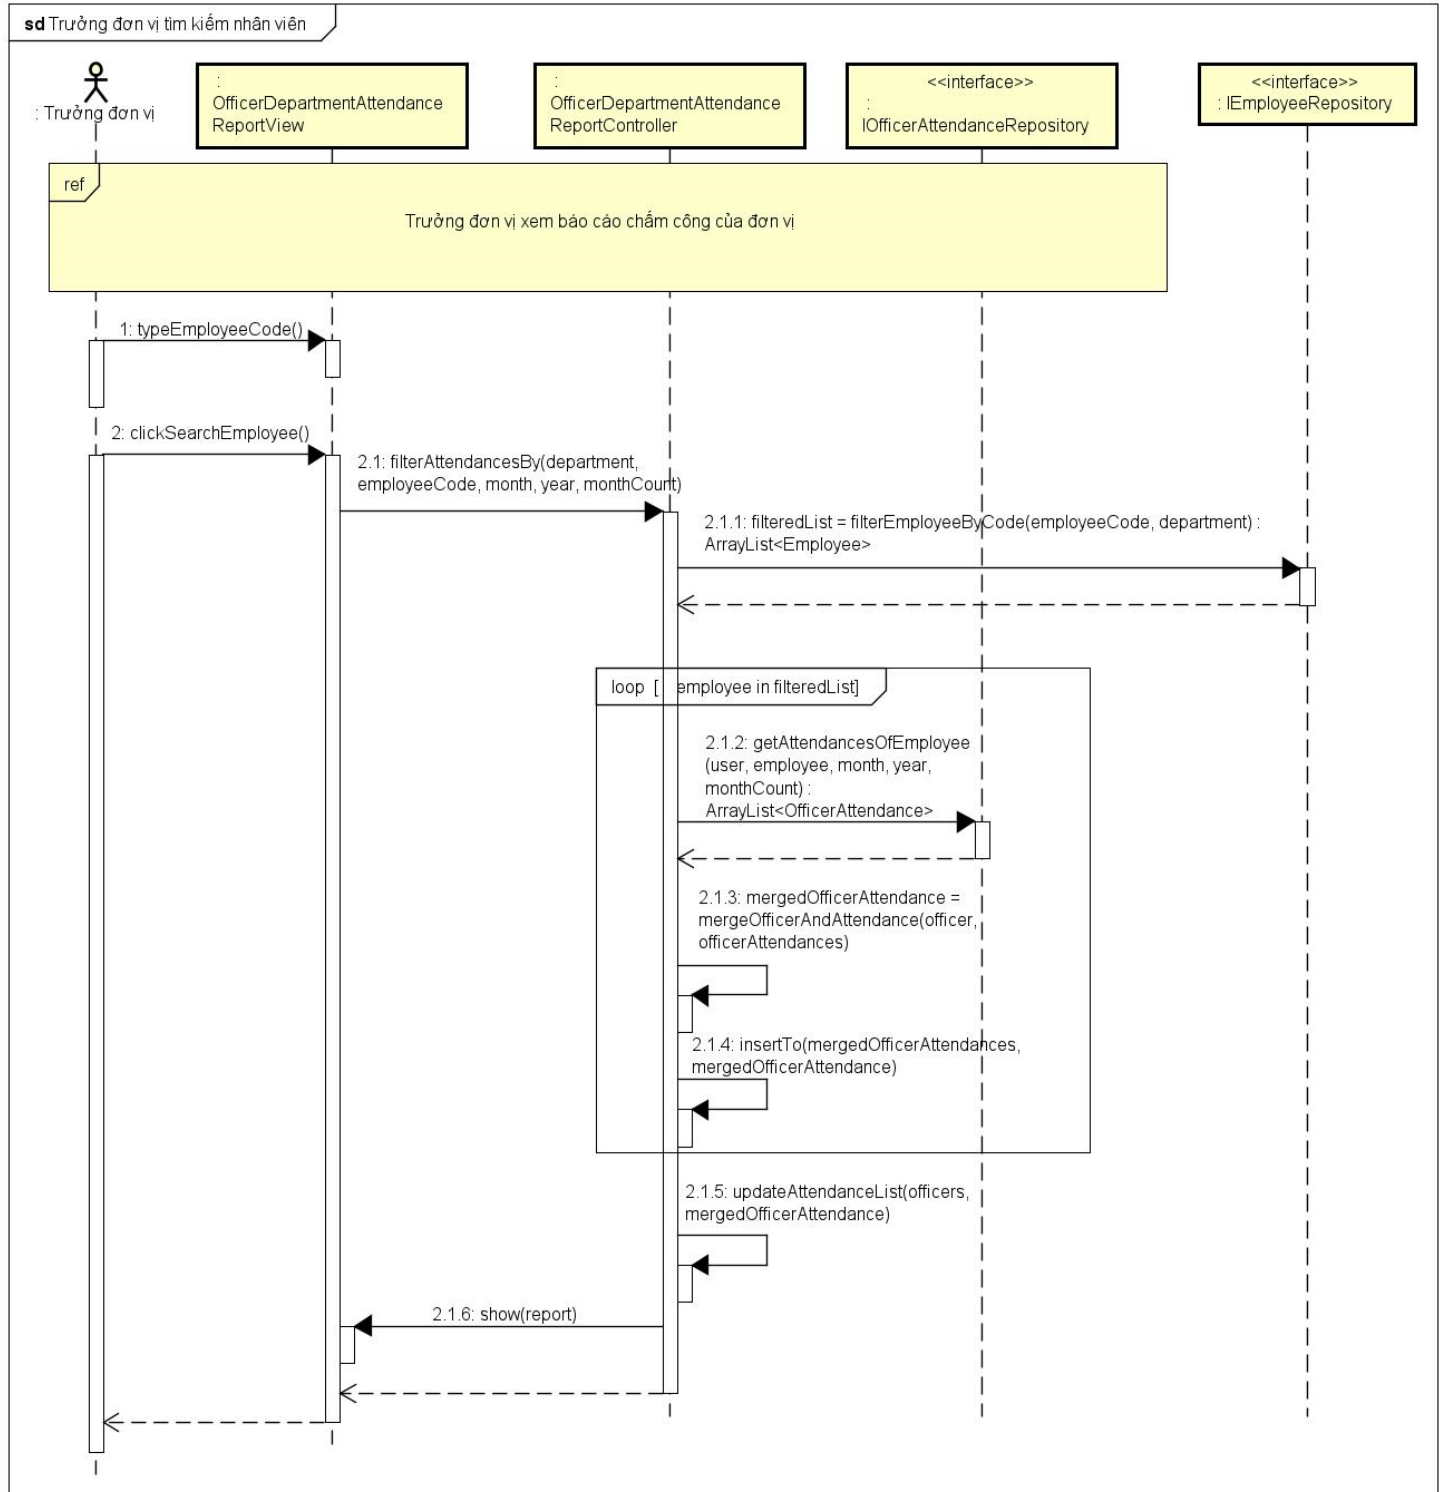 sd Trưởng đơn vị tìm kiếm nhân viên
: Trưởng đơn vị
:
OfficerDepartmentAttendance
ReportView
:
OfficerDepartmentAttendance
ReportController
<<interface>>
:
IOfficerAttendanceRepository
<<interface>>
: IEmployeeRepository
ref
Trưởng đơn vị xem báo cáo chấm công của đơn vị
1: typeEmployeeCode()
2: clickSearchEmployee()
2.1: filterAttendancesBy(department,
employeeCode, month, year, monthCount)
2.1.1: filteredList = filterEmployeeByCode(employeeCode, department) :
ArrayList<Employee>
loop [ employee in filteredList]
2.1.2: getAttendancesOfEmployee
(user, employee, month, year,
monthCount) :
ArrayList<OfficerAttendance>
2.1.3: mergedOfficerAttendance =
mergeOfficerAndAttendance(officer,
officerAttendances)
2.1.4: insertTo(mergedOfficerAttendances,
mergedOfficerAttendance)
2.1.5: updateAttendanceList(officers,
mergedOfficerAttendance)
2.1.6: show(report)